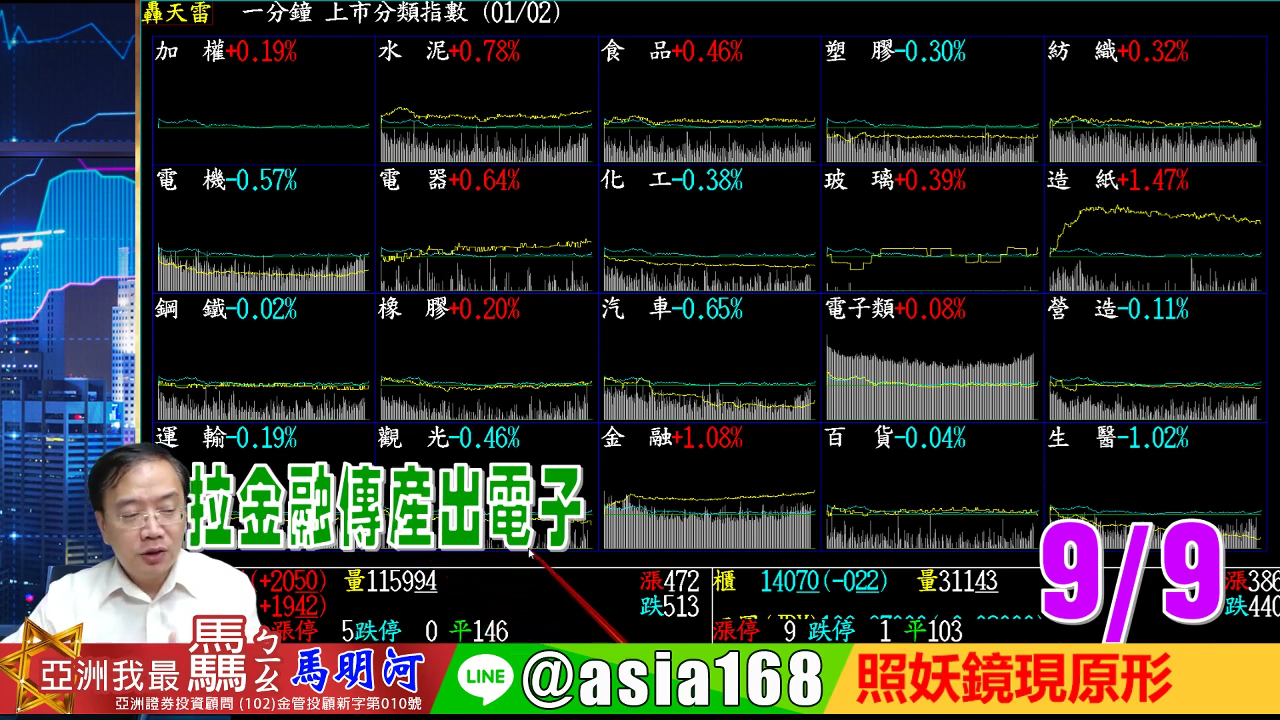 轟天雷 一分鐘 上市分類指數 (01/02)
加 權+0.19% 水 泥+0.78% 食 品+0.46% 塑 膠-0.30% 紡 織+0.32%
電 機-0.57% 電 器+0.64% 化 工-0.38% 玻 璃+0.39% 造 紙+1.47%
鋼 鐵-0.02% 橡 膠+0.20% 汽 車-0.65% 電子類+0.08% 營 造-0.11%
運 輸-0.19% 觀 光-0.46% 金 融+1.08% 百 貨-0.04% 生 醫-1.02%
拉金融傳產出電子
9/9
(+2050) 量115994 漲472 櫃 14070(-022) 量31143 漲386
+1942) 跌513 跌440
漲停 5跌停 0 平146 漲停 9 跌停 1 平103
亞洲我最馬驫ㄅㄧㄠ 馬明河
亞洲證券投資顧問 (102)金管投顧新字第010號
LINE @asia168
照妖鏡現原形